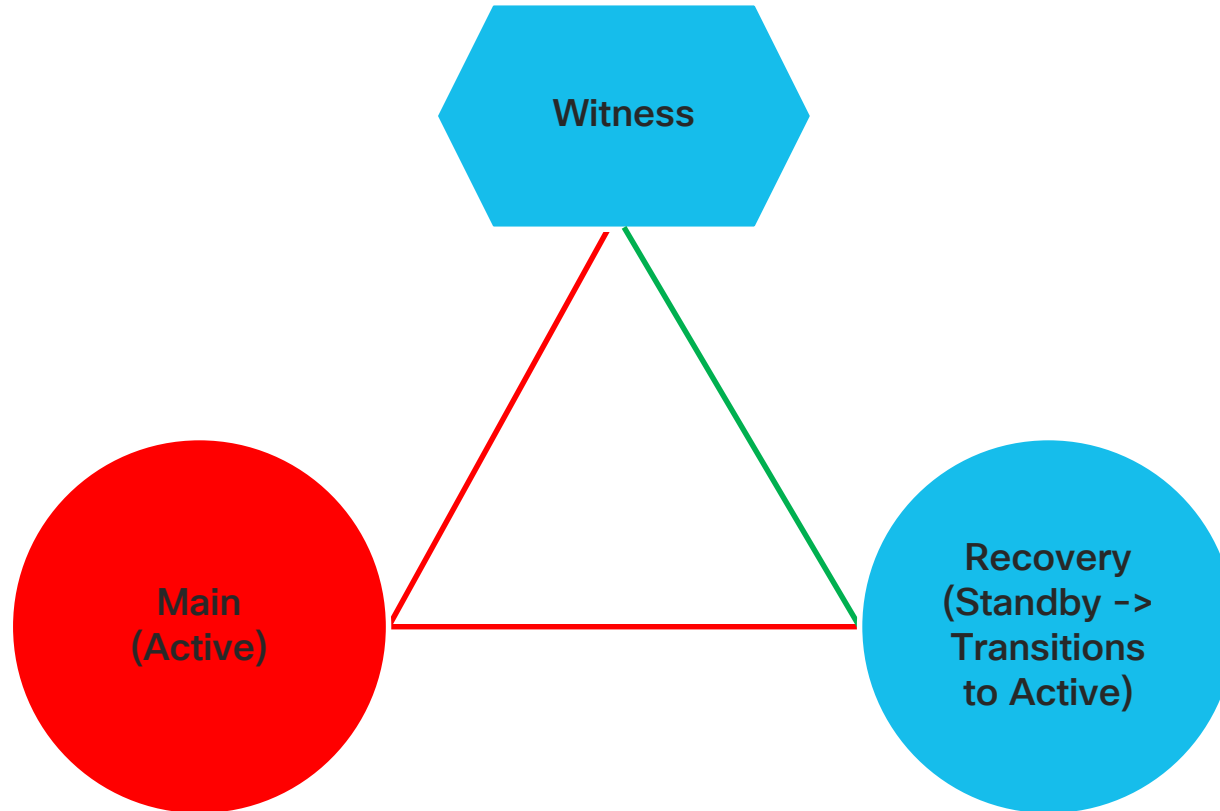 Witness
Main
(Active)
Recovery
(Standby ->
Transitions
to Active)